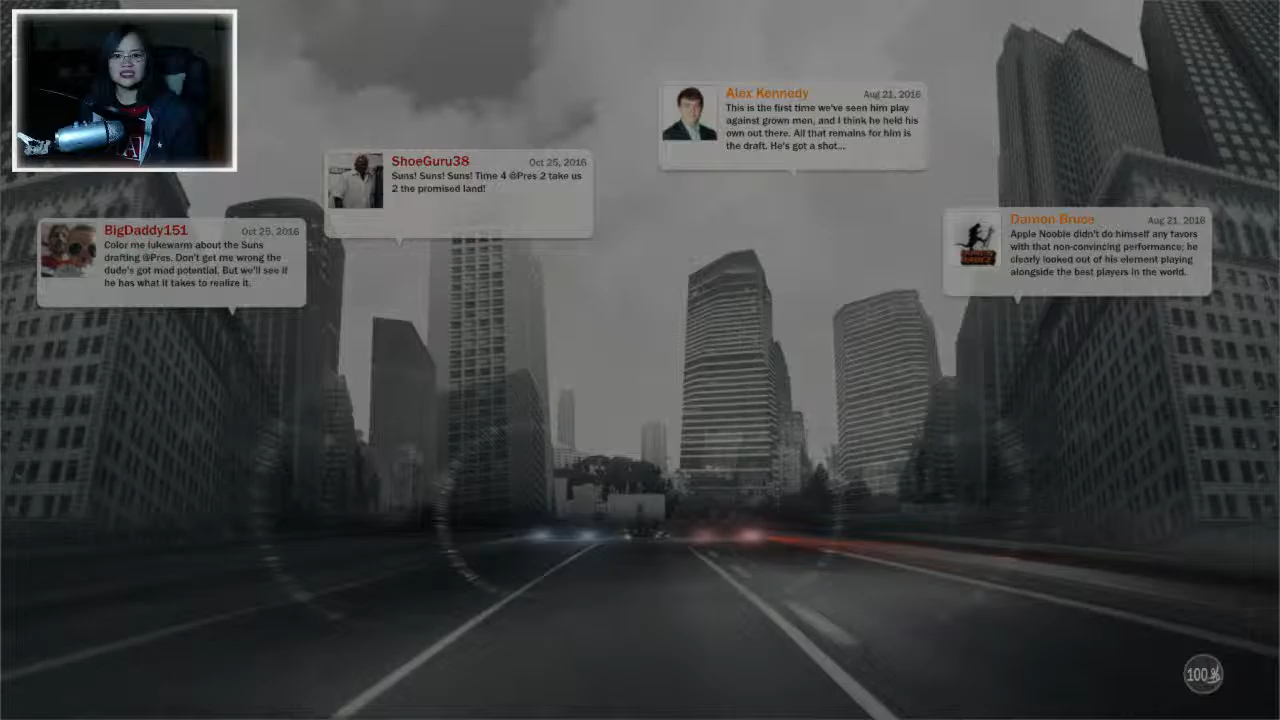 Alex Kennedy Aug 21, 2016
This is the first time we've seen him play
against grown men, and I think he held his
own out there. All that remains for him is
the draft. He's got a shot...
ShoeGuru38 Oct 25, 2016
Suns! Suns! Suns! Time 4 @Pres 2 take us
2 the promised land!
BigDaddy151 Oct 25, 2016
Color me lukewarm about the Suns
drafting @Pres. Don't get me wrong the
dude's got mad potential. But we'll see if
he has what it takes to realize it.
Damon Bruce Aug 21, 2016
Apple Noobie didn't do himself any favors
with that non-convincing performance; he
clearly looked out of his element playing
alongside the best players in the world.
100%